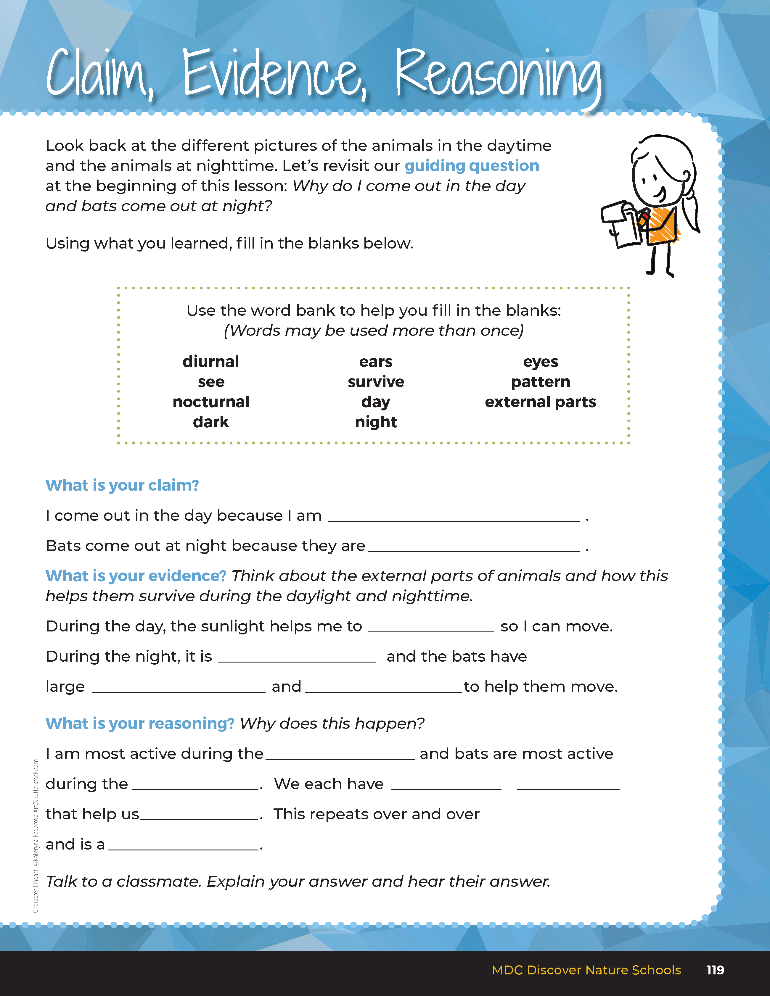 Claim, Evidence, Reasoning
Look back at the different pictures of the animals in the daytime
and the animals at nighttime. Let's revisit our guiding question
at the beginning of this lesson: Why do I come out in the day
and bats come out at night?
Using what you learned, fill in the blanks below.
Use the word bank to help you fill in the blanks:
(Words may be used more than once)
diurnal ears eyes
see survive pattern
nocturnal day external parts
dark night
What is your claim?
I come out in the day because I am ______________________________ .
Bats come out at night because they are_________________________ .
What is your evidence? Think about the external parts of animals and how this
helps them survive during the daylight and nighttime.
During the day, the sunlight helps me to _______________ so I can move.
During the night, it is ___________________ and the bats have
large _____________________ and___________________to help them move.
What is your reasoning? Why does this happen?
I am most active during the__________________ and bats are most active
during the _______________. We each have _____________ ____________
that help us______________. This repeats over and over
and is a__________________.
Talk to a classmate. Explain your answer and hear their answer.
MDC Discover Nature Schools 119